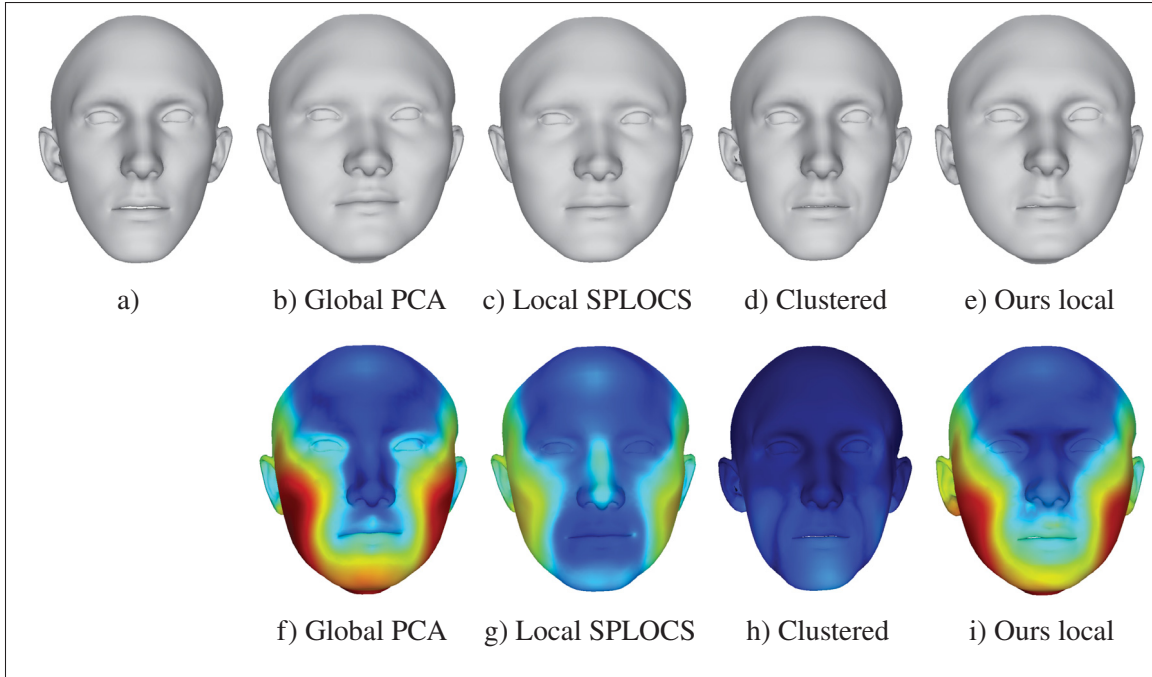 a) b) Global PCA c) Local SPLOCS d) Clustered e) Ours local
f) Global PCA g) Local SPLOCS h) Clustered i) Ours local